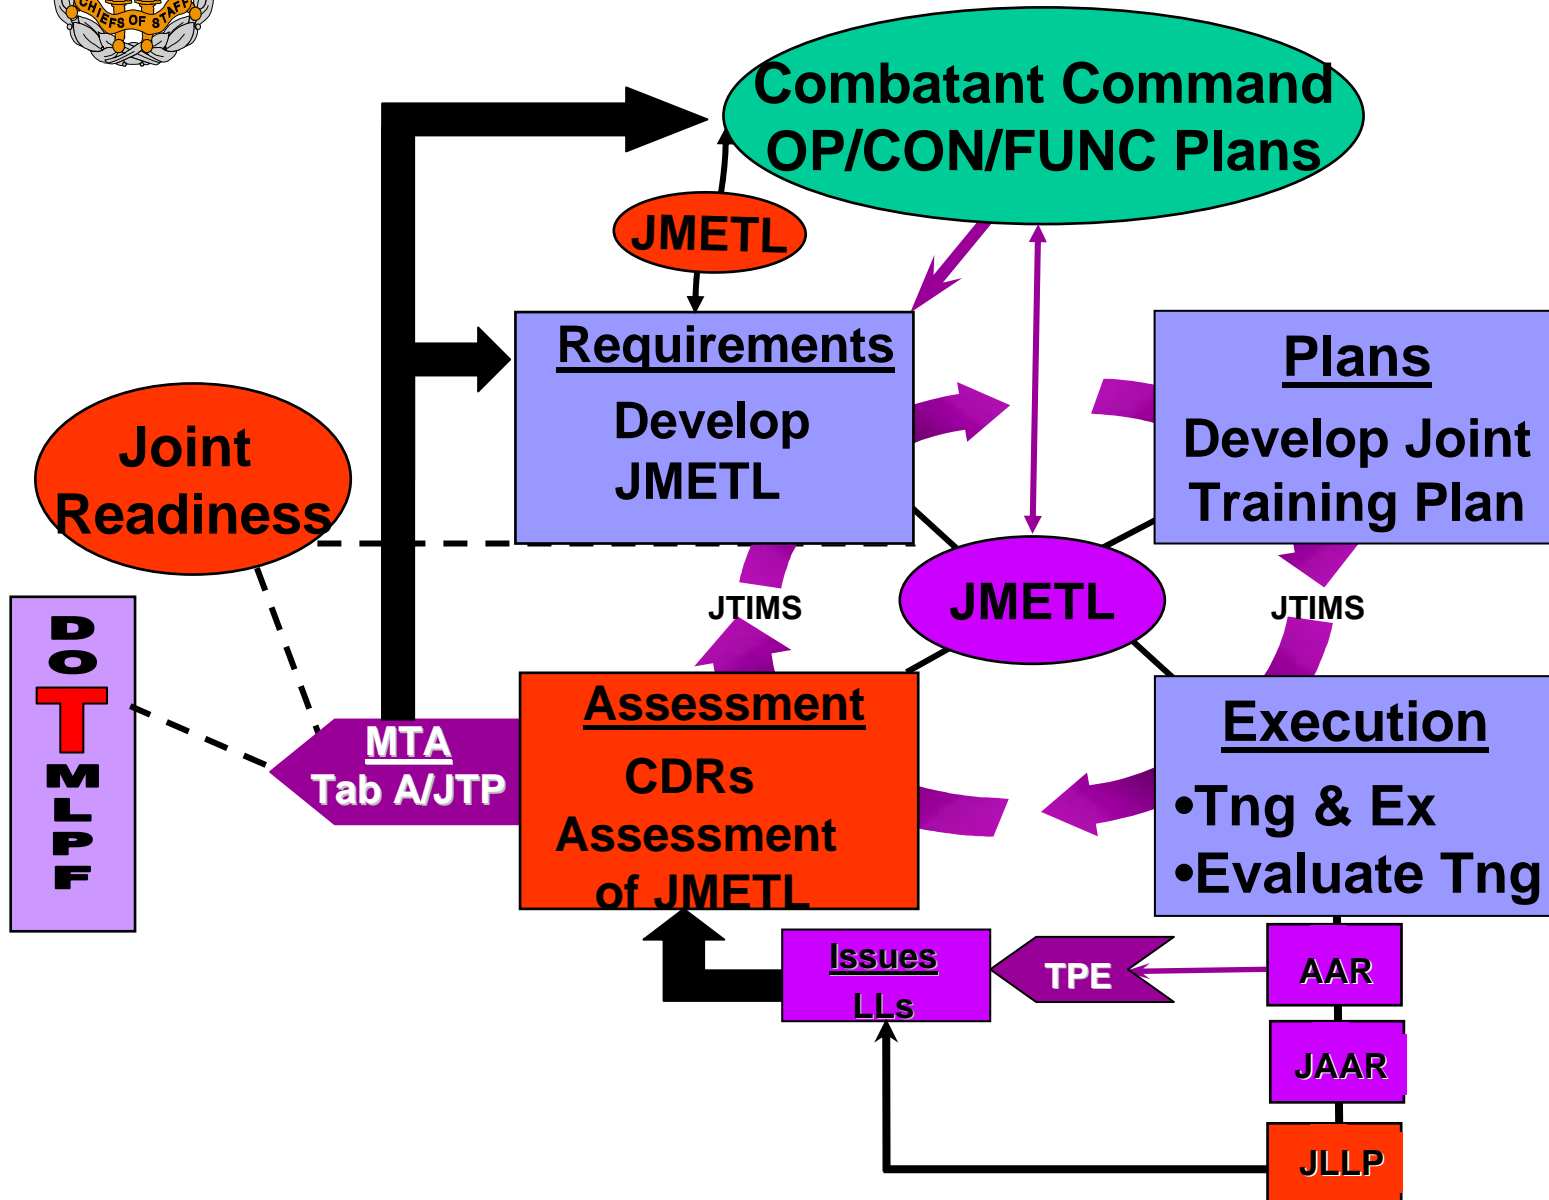 CHIEFS OF STAFF
Combatant Command
OP/CON/FUNC Plans
JMETL
Requirements
Develop
JMETL
Plans
Develop Joint
Training Plan
Joint
Readiness
JTIMS
JMETL
JTIMS
D
O
T
M
L
P
F
MTA
Tab A/JTP
Assessment
CDRs
Assessment
of JMETL
Execution
•Tng & Ex
•Evaluate Tng
Issues
LLs
TPE
AAR
JAAR
JLLP